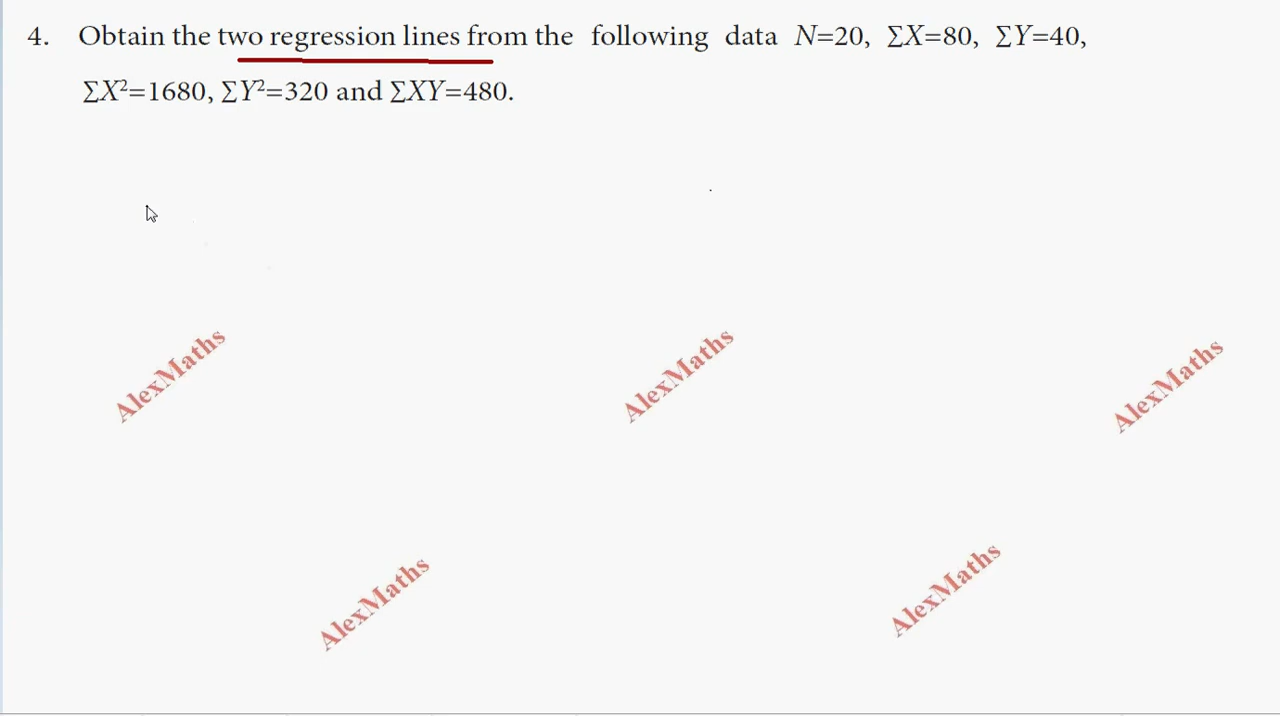 4. Obtain the two regression lines from the following data N=20, ΣX=80, ΣY=40,
ΣX²=1680, ΣY²=320 and ΣXY=480.
AlexMaths
AlexMaths
AlexMaths
AlexMaths
AlexMaths